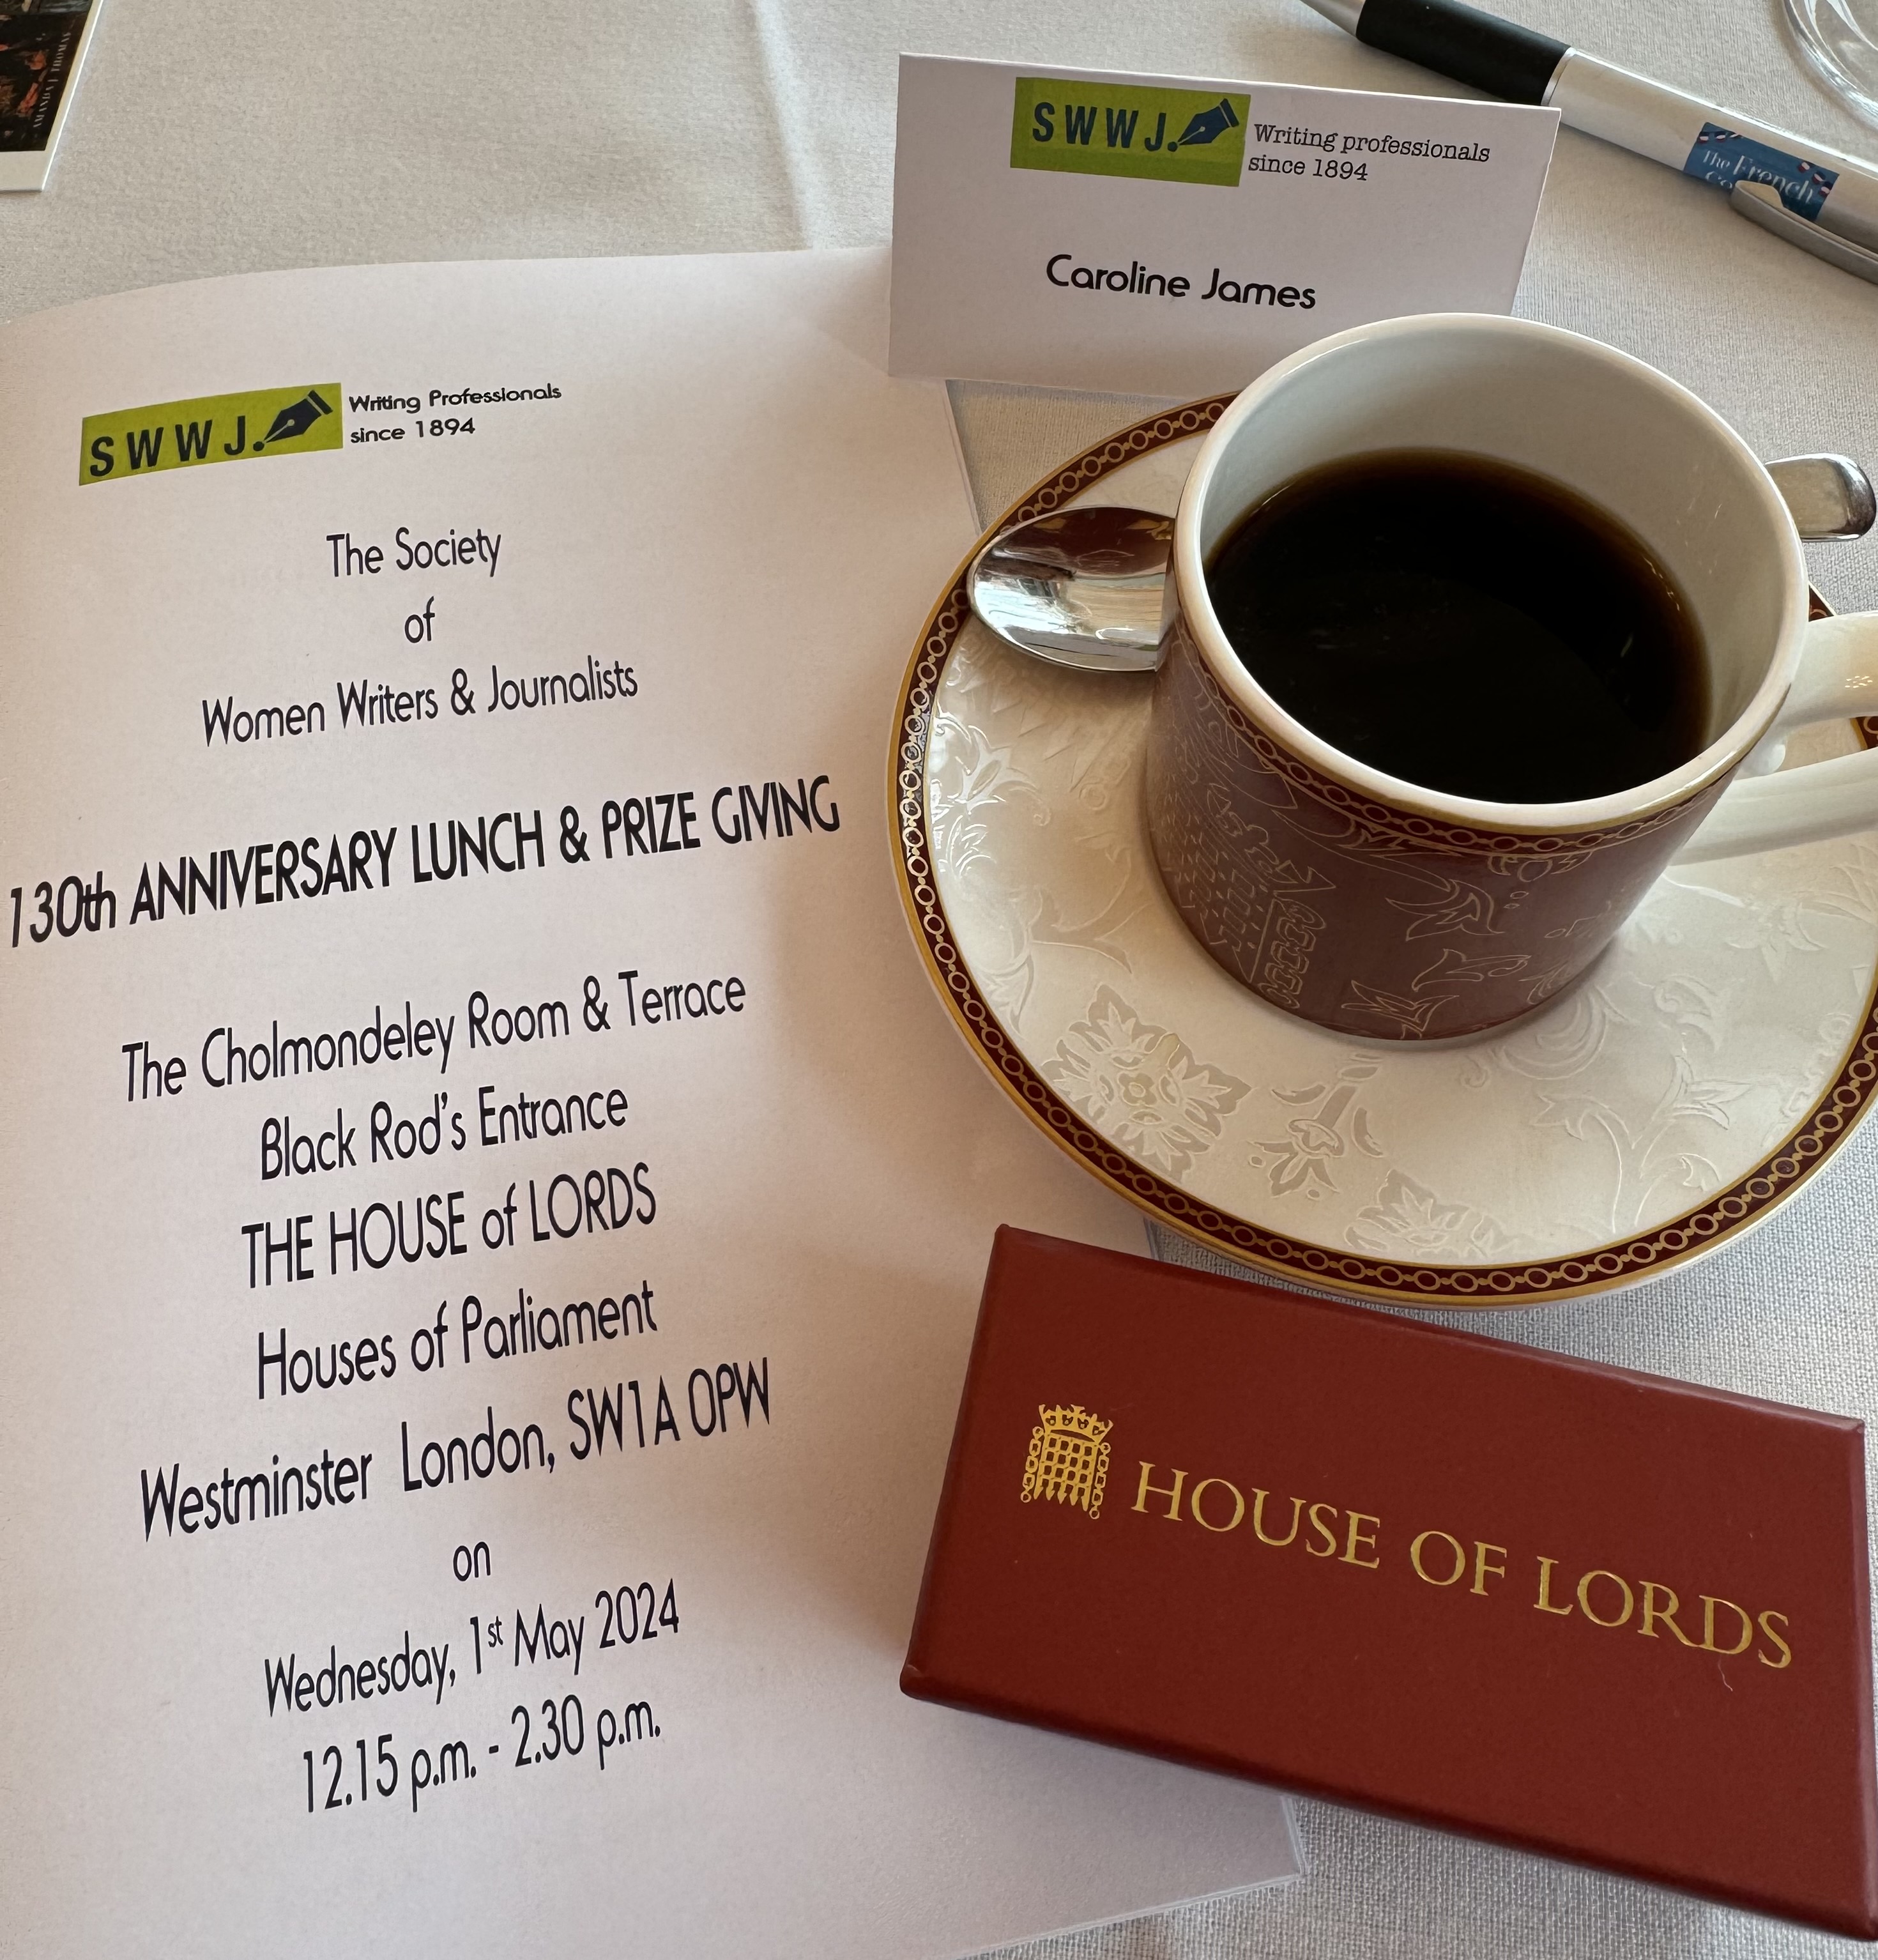 SWWJ.
Writing professionals
since 1894
Caroline James
The French
SWWJ.
Writing Professionals
since 1894
The Society
of
Women Writers & Journalists
130th ANNIVERSARY LUNCH & PRIZE GIVING
The Cholmondeley Room & Terrace
Black Rod's Entrance
THE HOUSE of LORDS
Houses of Parliament
Westminster London, SW1A 0PW
on
Wednesday, 1st May 2024
12.15 p.m. - 2.30 p.m.
HOUSE OF LORDS